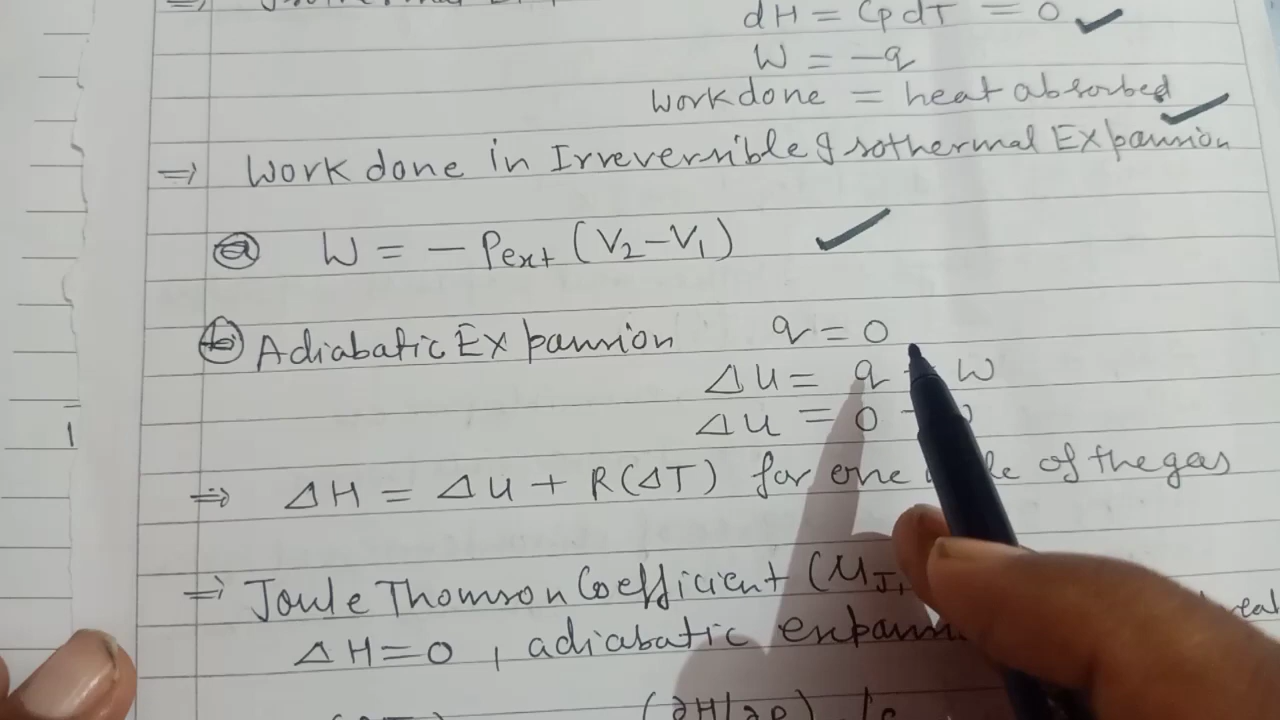 dH = CpdT = 0
W = -q
Workdone = heat absorbed
⇒ Work done in Irreversible Isothermal Expansion
(a) W = - Pext (V2-V1)
(b) Adiabatic Expansion q = 0
ΔU = q + W
ΔU = 0
⇒ ΔH = ΔU + R(ΔT) for one of the gas
⇒ Joule Thomson Coefficient (μJ.
ΔH=0, adiabatic
(∂H/∂P)